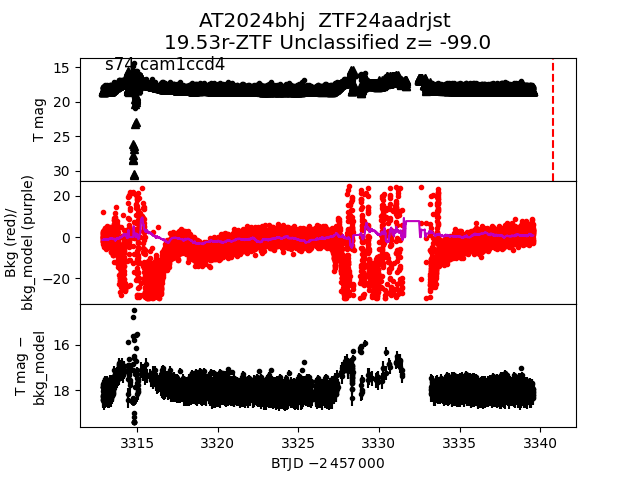 AT2024bhj  ZTF24aadrjst
19.53r-ZTF Unclassified z= -99.0
s74 cam1ccd4
15
20
25
30
T mag
20
0
−20
Bkg (red)/
bkg_model (purple)
16
18
T mag −
bkg_model
3315
3320
3325
3330
3335
3340
BTJD −2 457 000